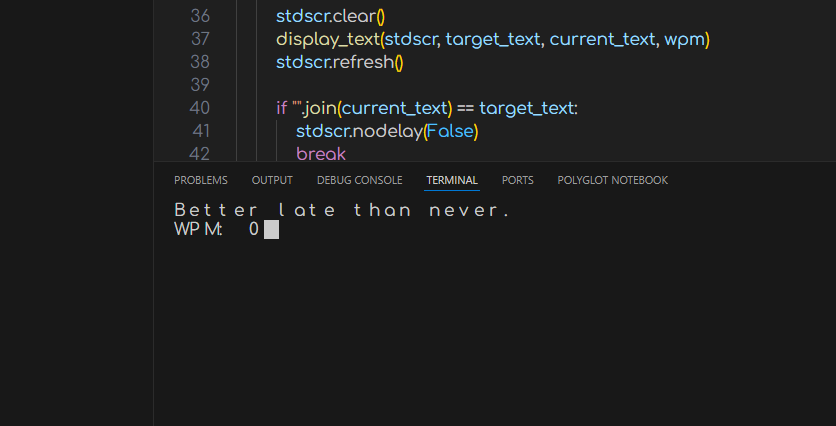 36 stdscr.clear()
37 display_text(stdscr, target_text, current_text, wpm)
38 stdscr.refresh()
39
40 if "".join(current_text) == target_text:
41 stdscr.nodelay(False)
42 break
PROBLEMS OUTPUT DEBUG CONSOLE TERMINAL PORTS POLYGLOT NOTEBOOK
Better late than never.
WPM: 0